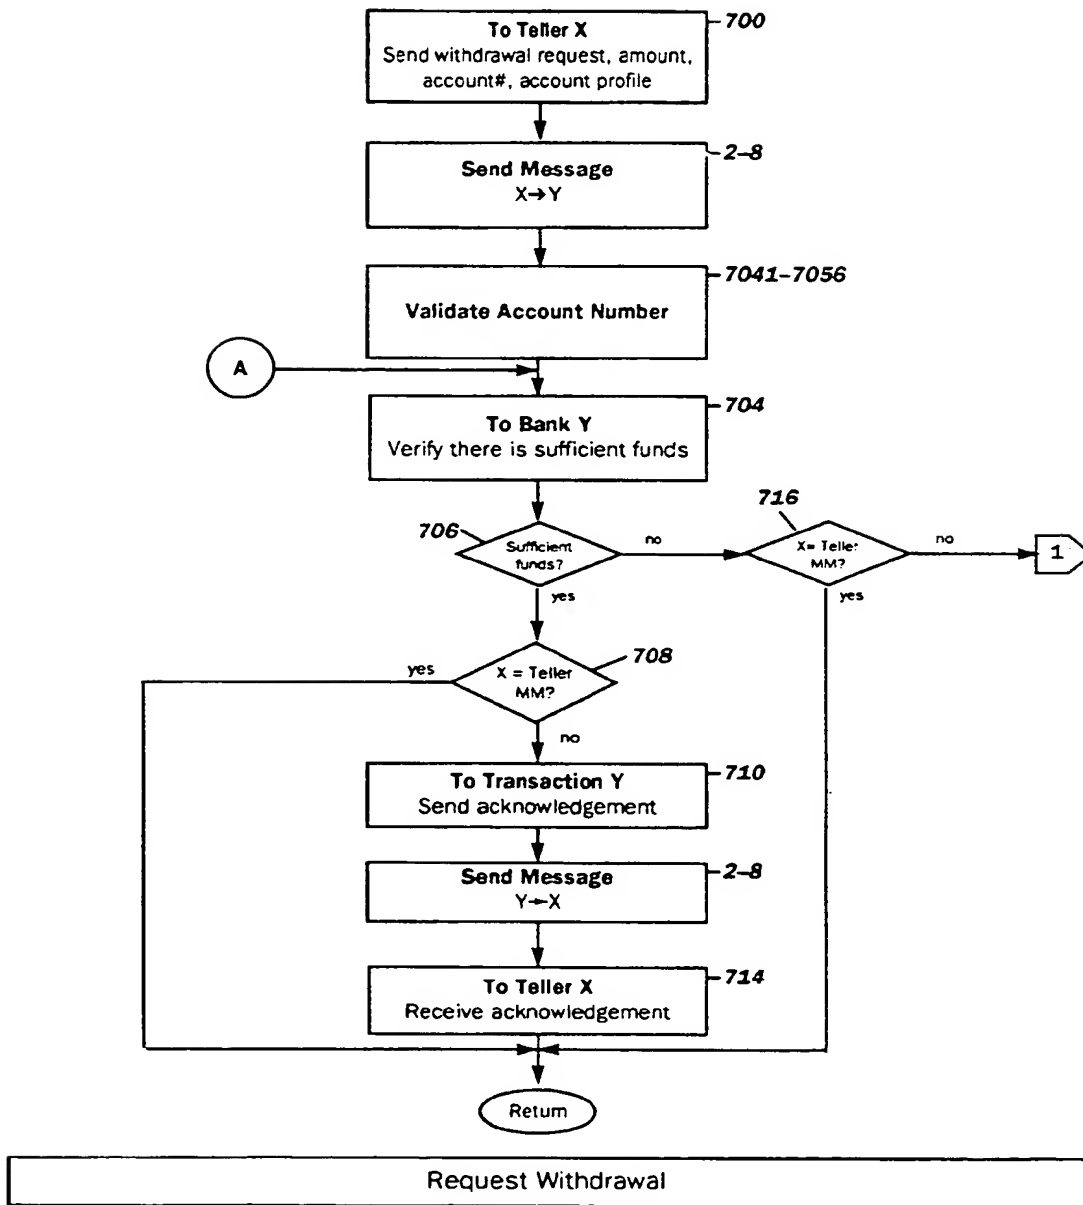 To Teller X
Send withdrawal request, amount,
account#, account profile
700
Send Message
X→Y
2-8
Validate Account Number
7041-7056
A
To Bank Y
Verify there is sufficient funds
704
706
Sufficient
funds?
no
716
X= Teller
MM?
no
1
yes
yes
yes
X = Teller
MM?
708
no
To Transaction Y
Send acknowledgement
710
Send Message
Y→X
2-8
To Teller X
Receive acknowledgement
714
Return
Request Withdrawal